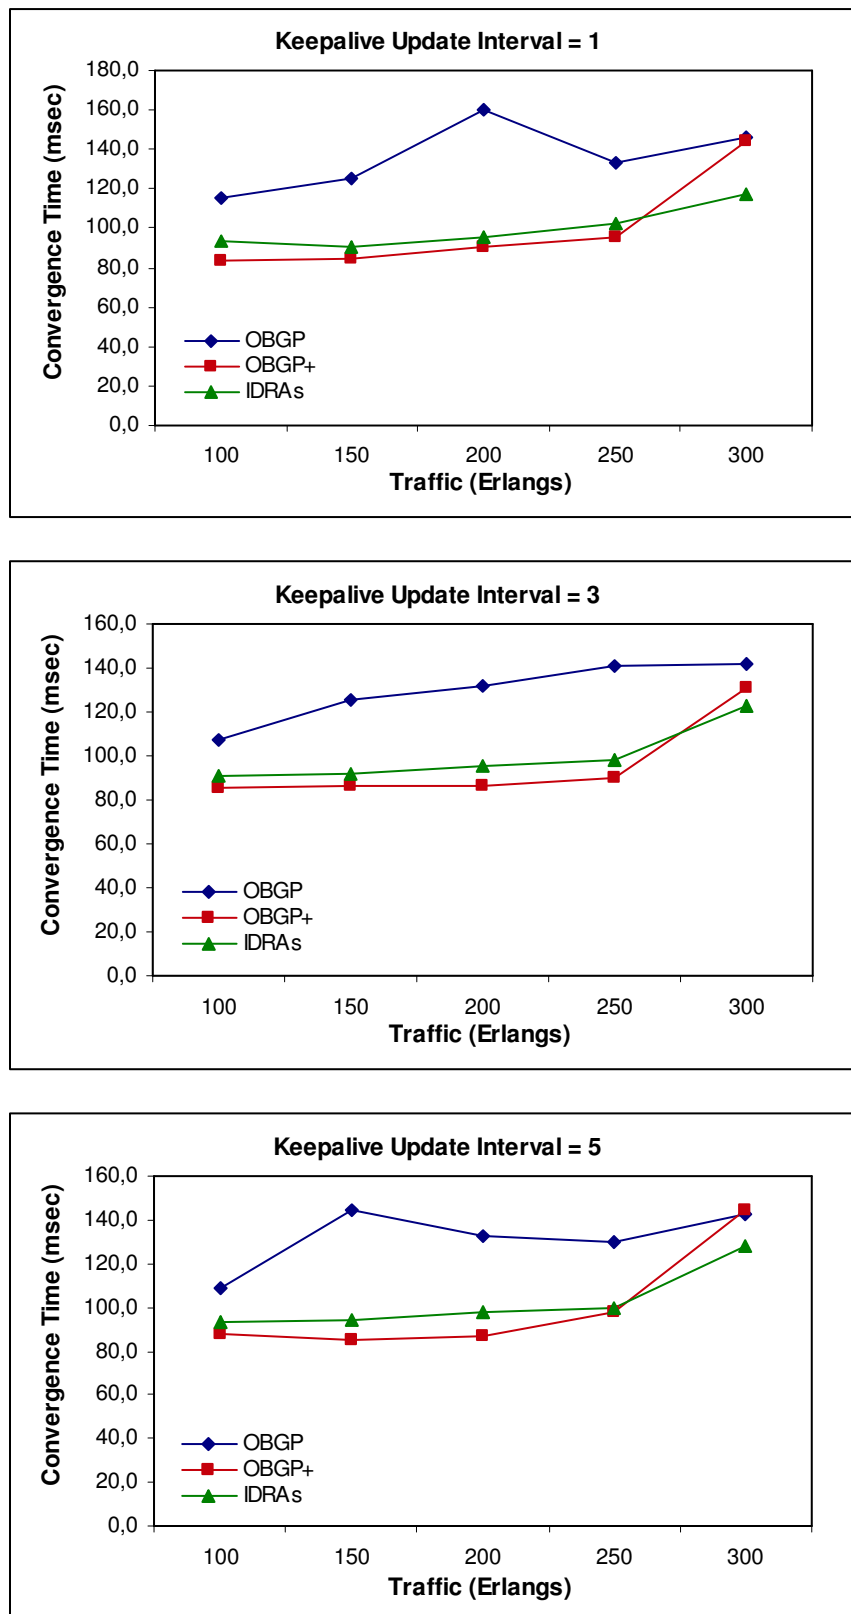 Keepalive Update Interval = 1
Convergence Time (msec)
180,0
160,0
140,0
120,0
100,0
80,0
60,0
40,0
20,0
0,0
OBGP
OBGP+
IDRAs
100 150 200 250 300
Traffic (Erlangs)
Keepalive Update Interval = 3
Convergence Time (msec)
160,0
140,0
120,0
100,0
80,0
60,0
40,0
20,0
0,0
OBGP
OBGP+
IDRAs
100 150 200 250 300
Traffic (Erlangs)
Keepalive Update Interval = 5
Convergence Time (msec)
160,0
140,0
120,0
100,0
80,0
60,0
40,0
20,0
0,0
OBGP
OBGP+
IDRAs
100 150 200 250 300
Traffic (Erlangs)